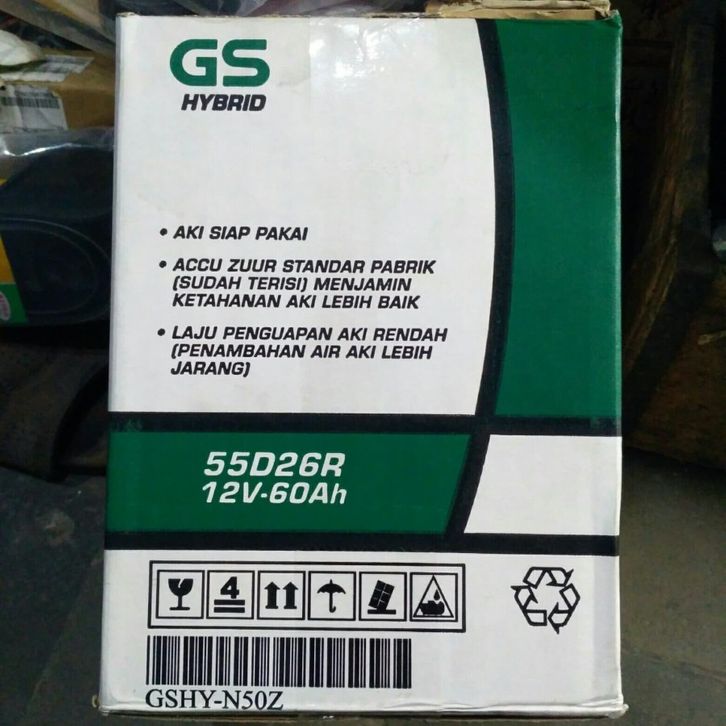 GS
HYBRID
• AKI SIAP PAKAI
• ACCU ZUUR STANDAR PABRIK
(SUDAH TERISI) MENJAMIN
KETAHANAN AKI LEBIH BAIK
• LAJU PENGUAPAN AKI RENDAH
(PENAMBAHAN AIR AKI LEBIH
JARANG)
55D26R
12V-60Ah
4
GSHY-N50Z